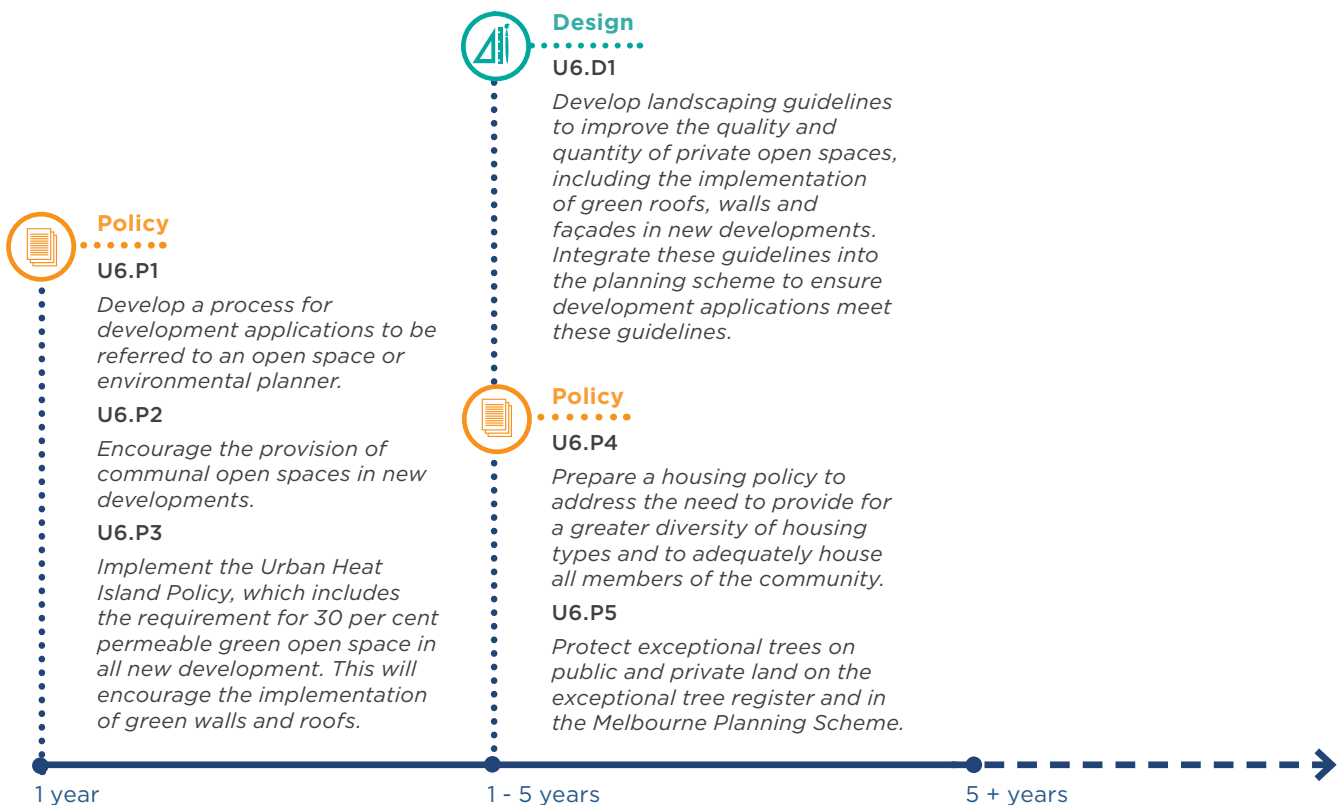 Policy
U6.P1
Develop a process for
development applications to be
referred to an open space or
environmental planner.
U6.P2
Encourage the provision of
communal open spaces in new
developments.
U6.P3
Implement the Urban Heat
Island Policy, which includes
the requirement for 30 per cent
permeable green open space in
all new development. This will
encourage the implementation
of green walls and roofs.
Design
U6.D1
Develop landscaping guidelines
to improve the quality and
quantity of private open spaces,
including the implementation
of green roofs, walls and
façades in new developments.
Integrate these guidelines into
the planning scheme to ensure
development applications meet
these guidelines.
Policy
U6.P4
Prepare a housing policy to
address the need to provide for
a greater diversity of housing
types and to adequately house
all members of the community.
U6.P5
Protect exceptional trees on
public and private land on the
exceptional tree register and in
the Melbourne Planning Scheme.
1 year
1 - 5 years
5 + years